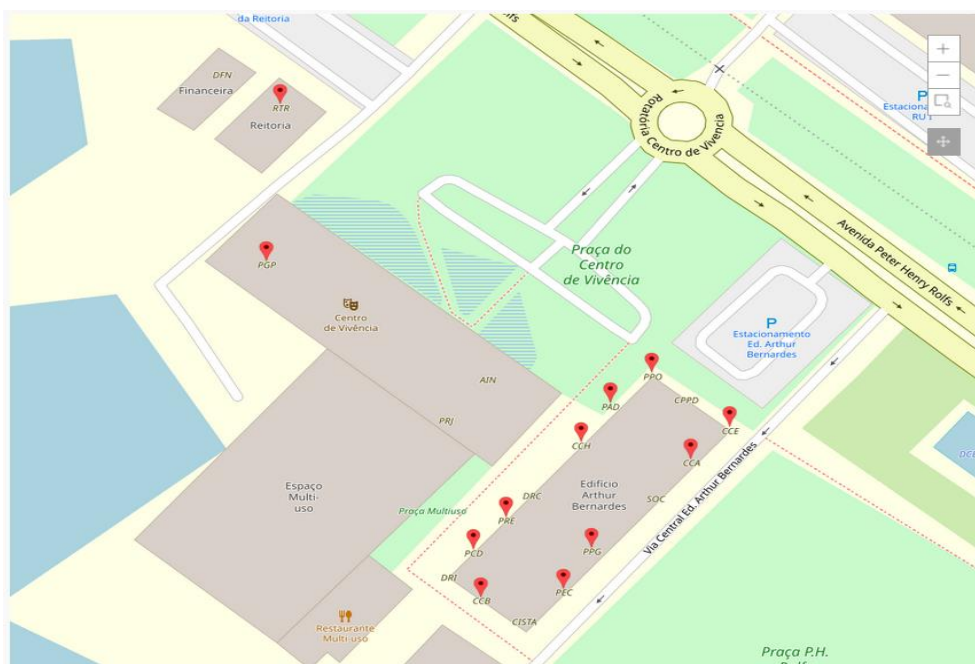 da Reitoria
DFN
Financeira
RTR
Reitoria
Rotatória Centro de Vivencia
P
Estacio
RU I
+
−
Avenida Peter Henry Rolfs
PGP
Praça do
Centro
de Vivência
Centro
de Vivência
P
Estacionamento
Ed. Arthur
Bernardes
AIN
PRJ
PPO
CPPD
PAD
CCE
CCH
CCA
Espaço
Multi-
uso
Praça Multiuso
DRC
Edifício
Arthur
Bernardes
SOC
Via Central Ed. Arthur Bernardes
PRE
PCD
PPG
DRI
CCB
PEC
CISTA
Restaurante
Multi-uso
Praça P.H.